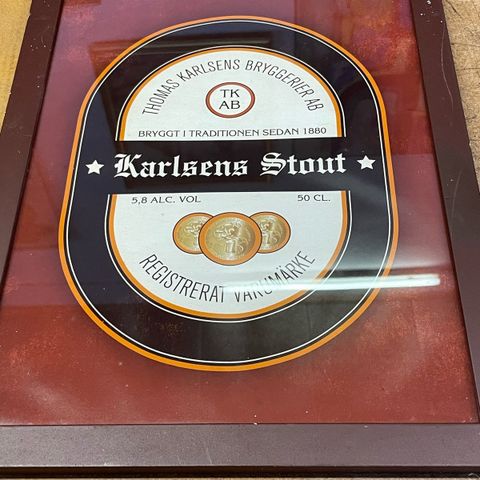 THOMAS KARLSENS BRYGGERIER AB
TK
AB
BRYGGT I TRADITIONEN SEDAN 1880
Karlsens Stout
5,8 ALC. VOL
50 CL.
REGISTRERAT VARUMÄRKE